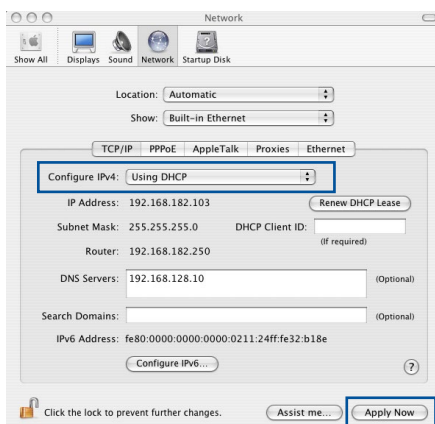 Network
Show All Displays Sound Network Startup Disk
Location: Automatic
Show: Built-in Ethernet
TCP/IP PPPoE AppleTalk Proxies Ethernet
Configure IPv4: Using DHCP
IP Address: 192.168.182.103 Renew DHCP Lease
Subnet Mask: 255.255.255.0 DHCP Client ID:
(If required)
Router: 192.168.182.250
DNS Servers: 192.168.128.10 (Optional)
Search Domains: (Optional)
IPv6 Address: fe80:0000:0000:0000:0211:24ff:fe32:b18e
Configure IPv6... ?
Click the lock to prevent further changes. Assist me... Apply Now